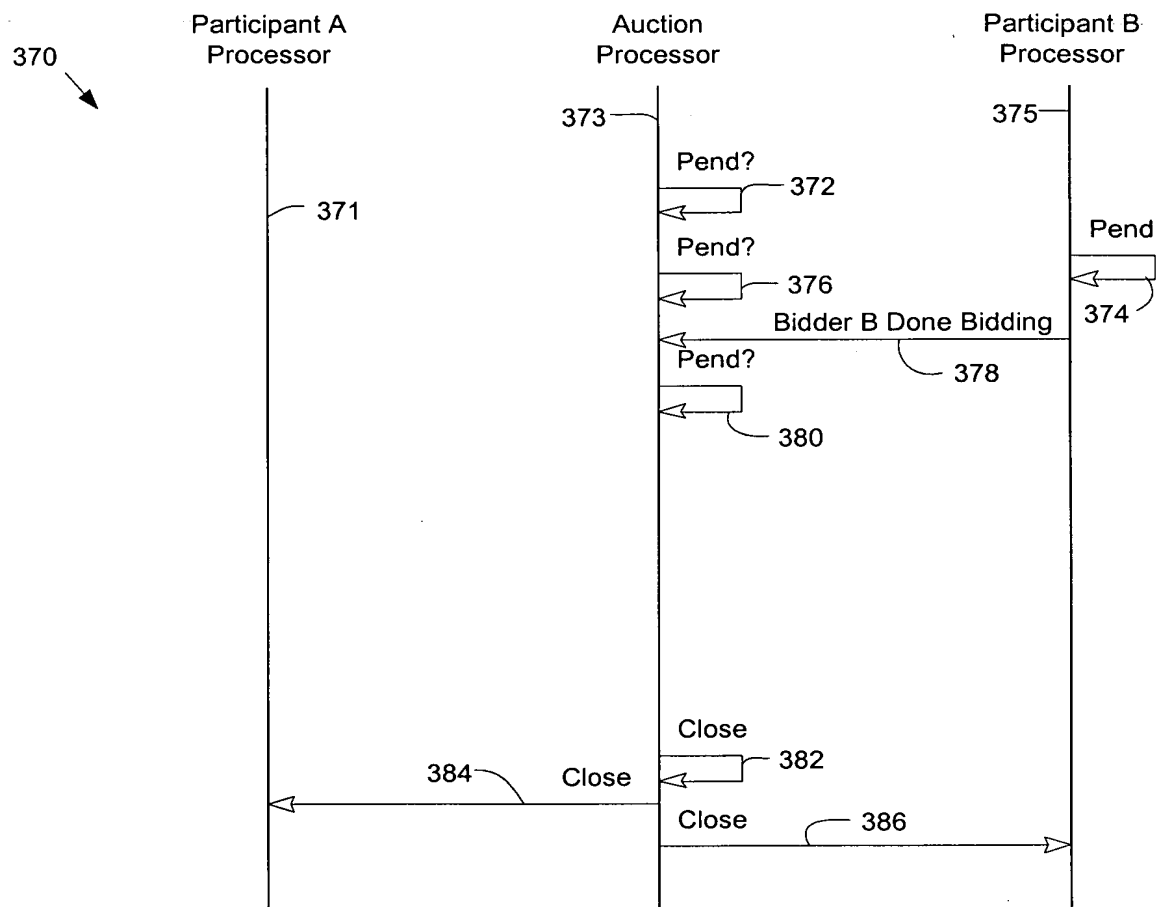 Participant A
Processor
Auction
Processor
Participant B
Processor
370
373
375
Pend?
372
371
Pend
Pend?
376
374
Bidder B Done Bidding
378
Pend?
380
Close
382
384
Close
Close
386